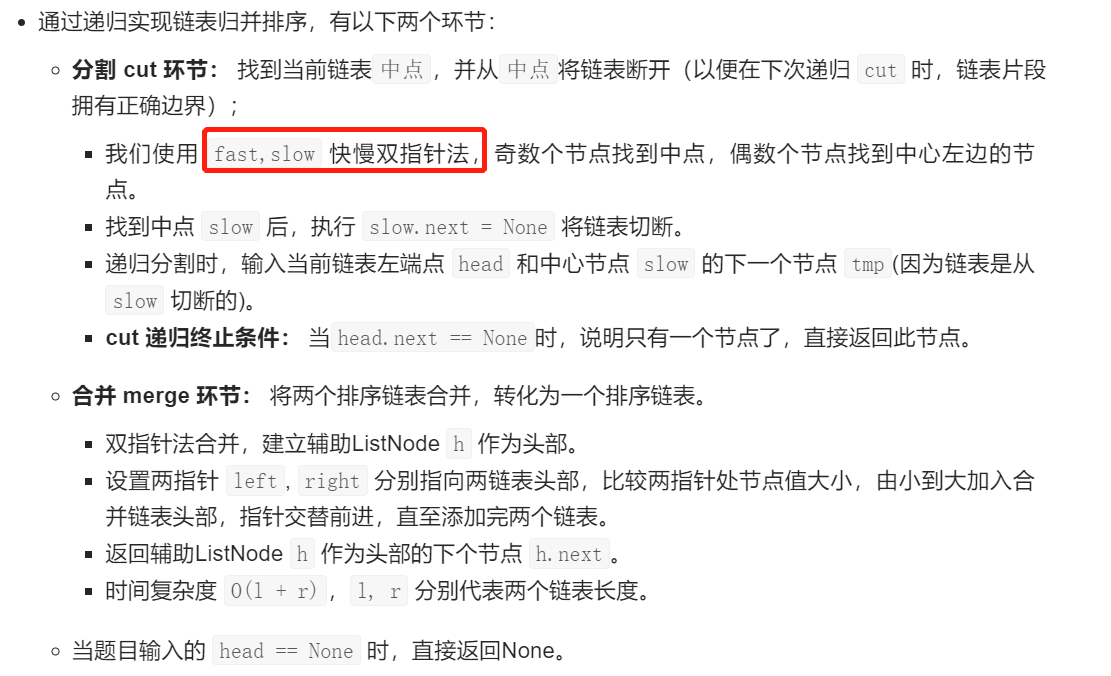 通过递归实现链表归并排序，有以下两个环节：
分割 cut 环节： 找到当前链表 中点 ，并从 中点 将链表断开（以便在下次递归 cut 时，链表片段
拥有正确边界）；
我们使用 fast,slow 快慢双指针法，奇数个节点找到中点，偶数个节点找到中心左边的节
点。
找到中点 slow 后，执行 slow.next = None 将链表切断。
递归分割时，输入当前链表左端点 head 和中心节点 slow 的下一个节点 tmp (因为链表是从
slow 切断的)。
cut 递归终止条件： 当 head.next == None 时，说明只有一个节点了，直接返回此节点。
合并 merge 环节： 将两个排序链表合并，转化为一个排序链表。
双指针法合并，建立辅助ListNode h 作为头部。
设置两指针 left, right 分别指向两链表头部，比较两指针处节点值大小，由小到大加入合
并链表头部，指针交替前进，直至添加完两个链表。
返回辅助ListNode h 作为头部的下个节点 h.next。
时间复杂度 O(l + r)，l, r 分别代表两个链表长度。
当题目输入的 head == None 时，直接返回None。